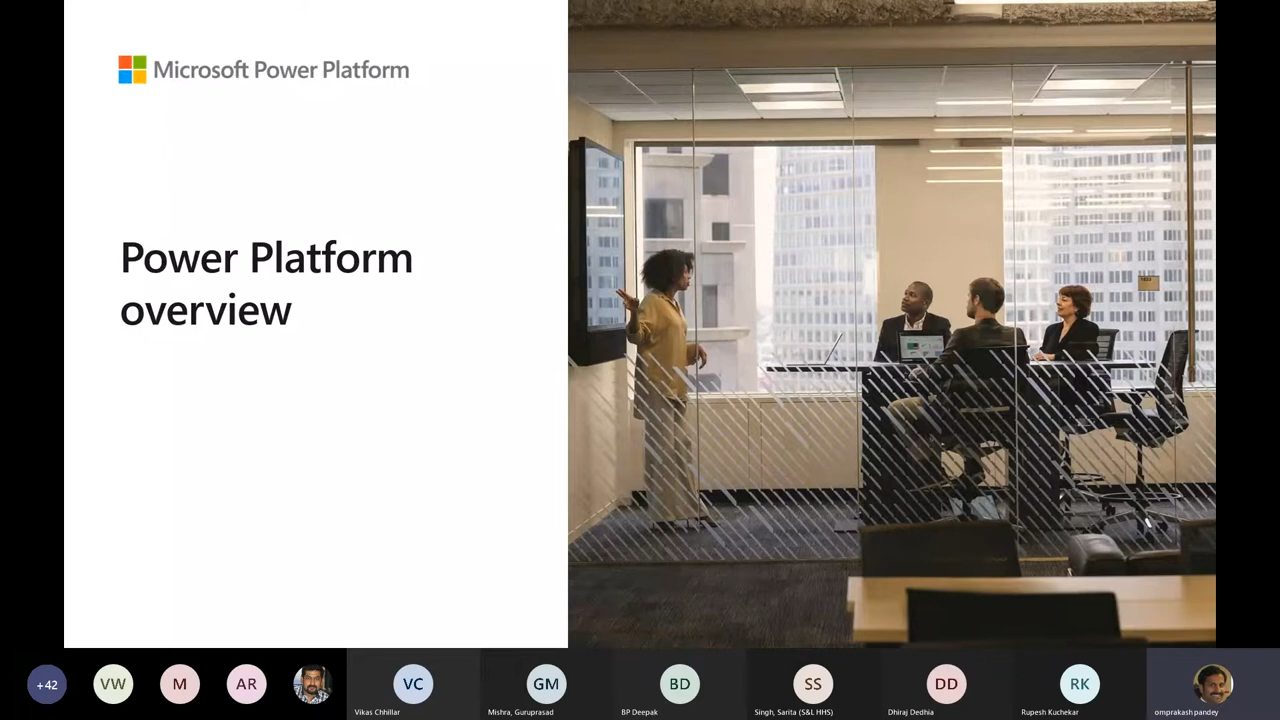 Microsoft Power Platform
Power Platform
overview
+42
VW
M
AR
VC
GM
BD
SS
DD
RK
Vikas Chhillar
Mishra, Guruprasad
BP Deepak
Singh, Sarita (S&L HHS)
Dhiraj Dedhia
Rupesh Kuchekar
omprakash pandey